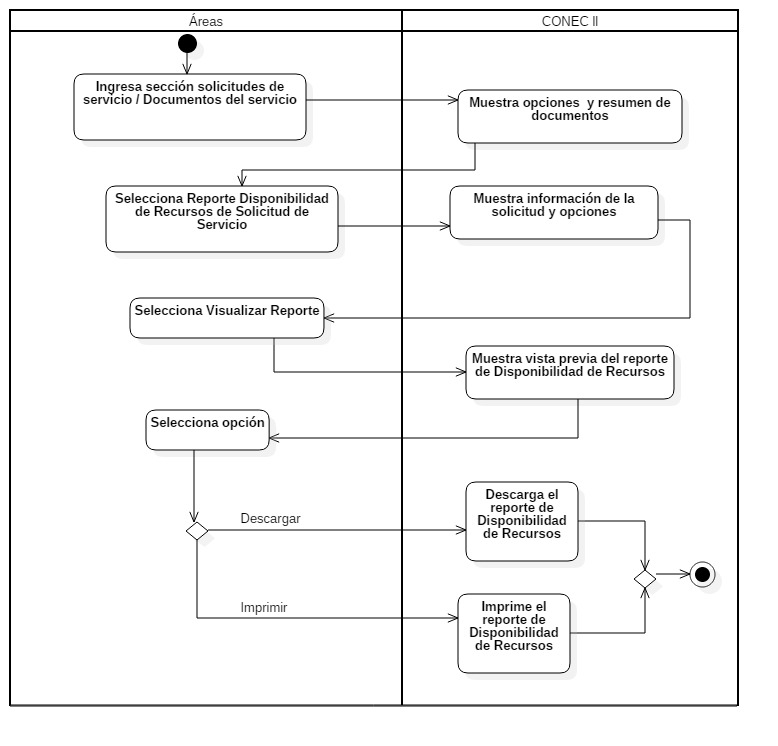 Áreas
CONEC II
Ingresa sección solicitudes de
servicio / Documentos del servicio
Muestra opciones y resumen de
documentos
Selecciona Reporte Disponibilidad
de Recursos de Solicitud de
Servicio
Muestra información de la
solicitud y opciones
Selecciona Visualizar Reporte
Muestra vista previa del reporte
de Disponibilidad de Recursos
Selecciona opción
Descargar
Descarga el
reporte de
Disponibilidad
de Recursos
Imprimir
Imprime el
reporte de
Disponibilidad
de Recursos